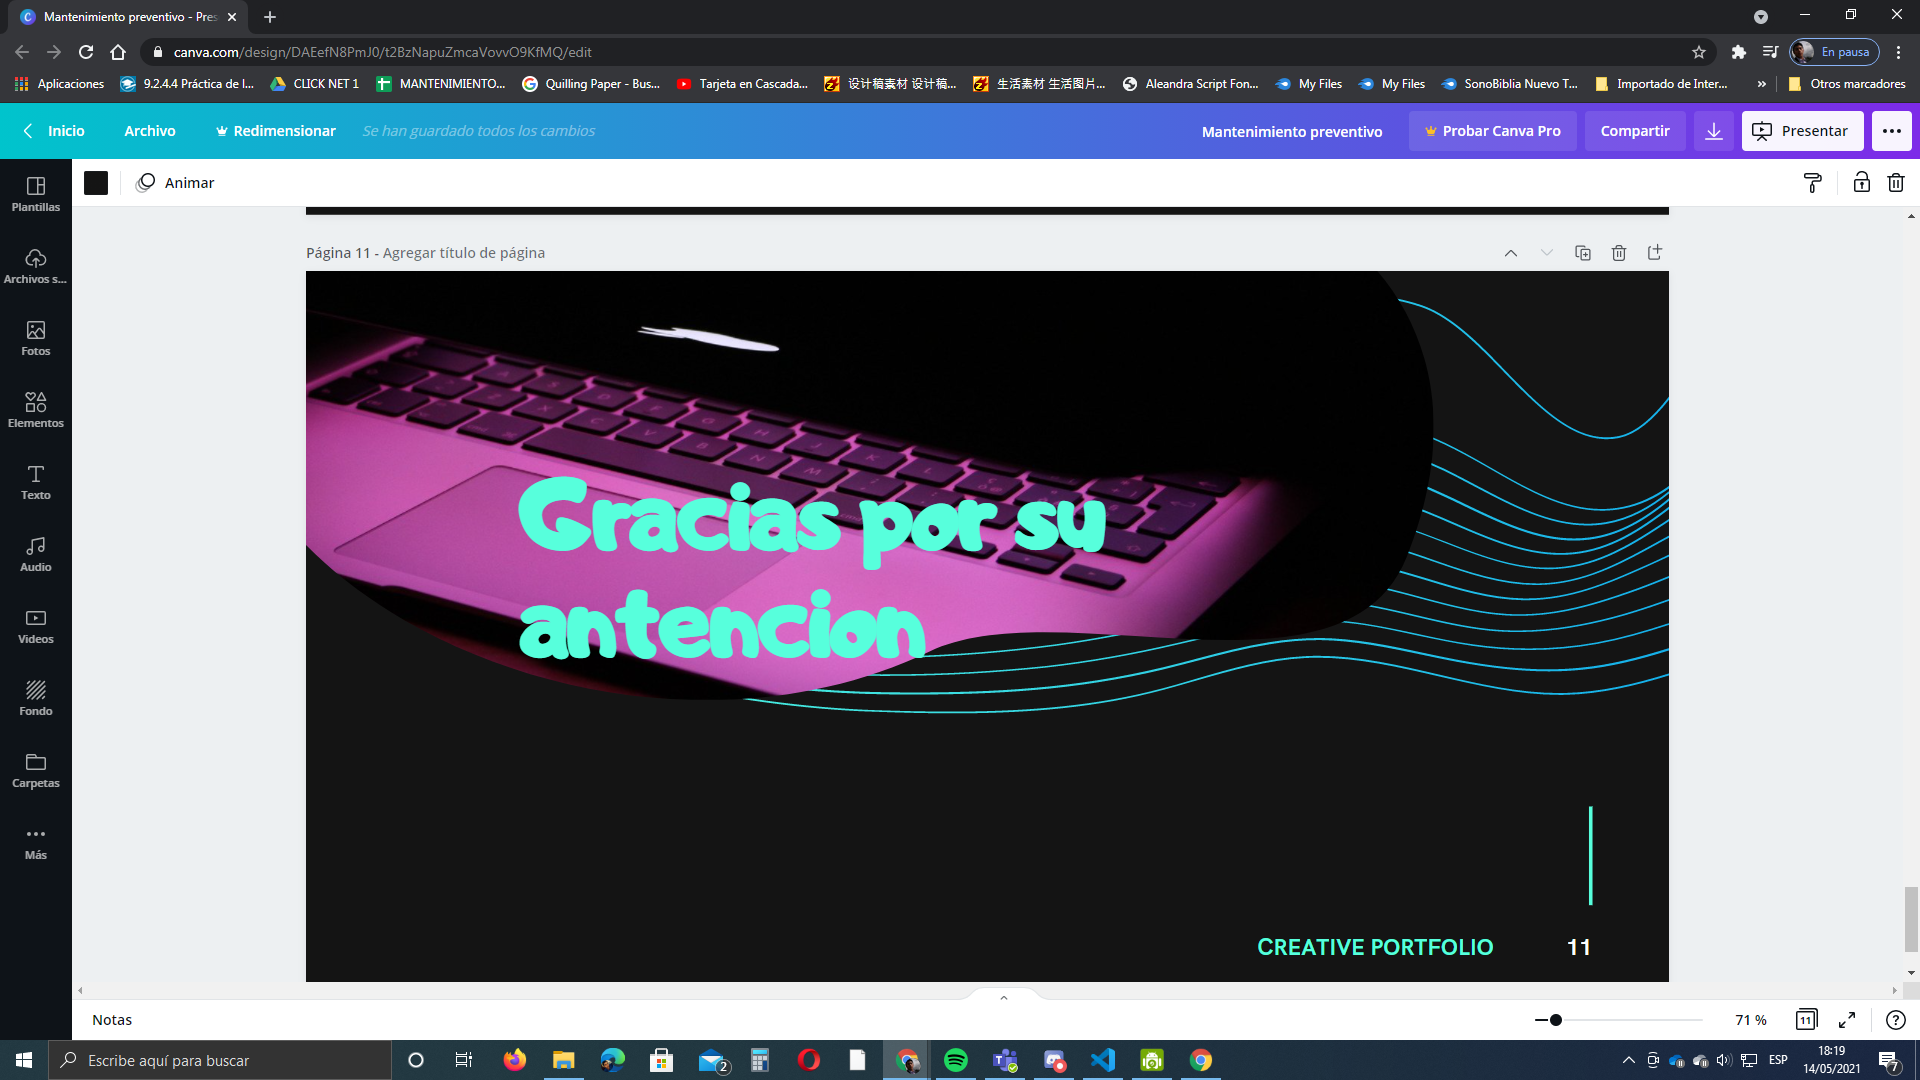 Mantenimiento preventivo - Pres
canva.com/design/DAEefN8PmJ0/t2BzNapuZmcaVovvO9KfMQ/edit
En pausa
Aplicaciones
9.2.4.4 Práctica de l...
CLICK NET 1
MANTENIMIENTO...
Quilling Paper - Bus...
Tarjeta en Cascada...
设计稿素材 设计稿...
生活素材 生活图片...
Aleandra Script Fon...
My Files
My Files
SonoBiblia Nuevo T...
Importado de Inter...
»
Otros marcadores
Inicio
Archivo
Redimensionar
Se han guardado todos los cambios
Mantenimiento preventivo
Probar Canva Pro
Compartir
Presentar
Animar
Plantillas
Archivos s...
Fotos
Elementos
Texto
Audio
Videos
Fondo
Carpetas
Más
Página 11 - Agregar título de página
Gracias por su
antencion
CREATIVE PORTFOLIO
11
Notas
71 %
11
Escribe aquí para buscar
2
ESP
18:19
14/05/2021
7